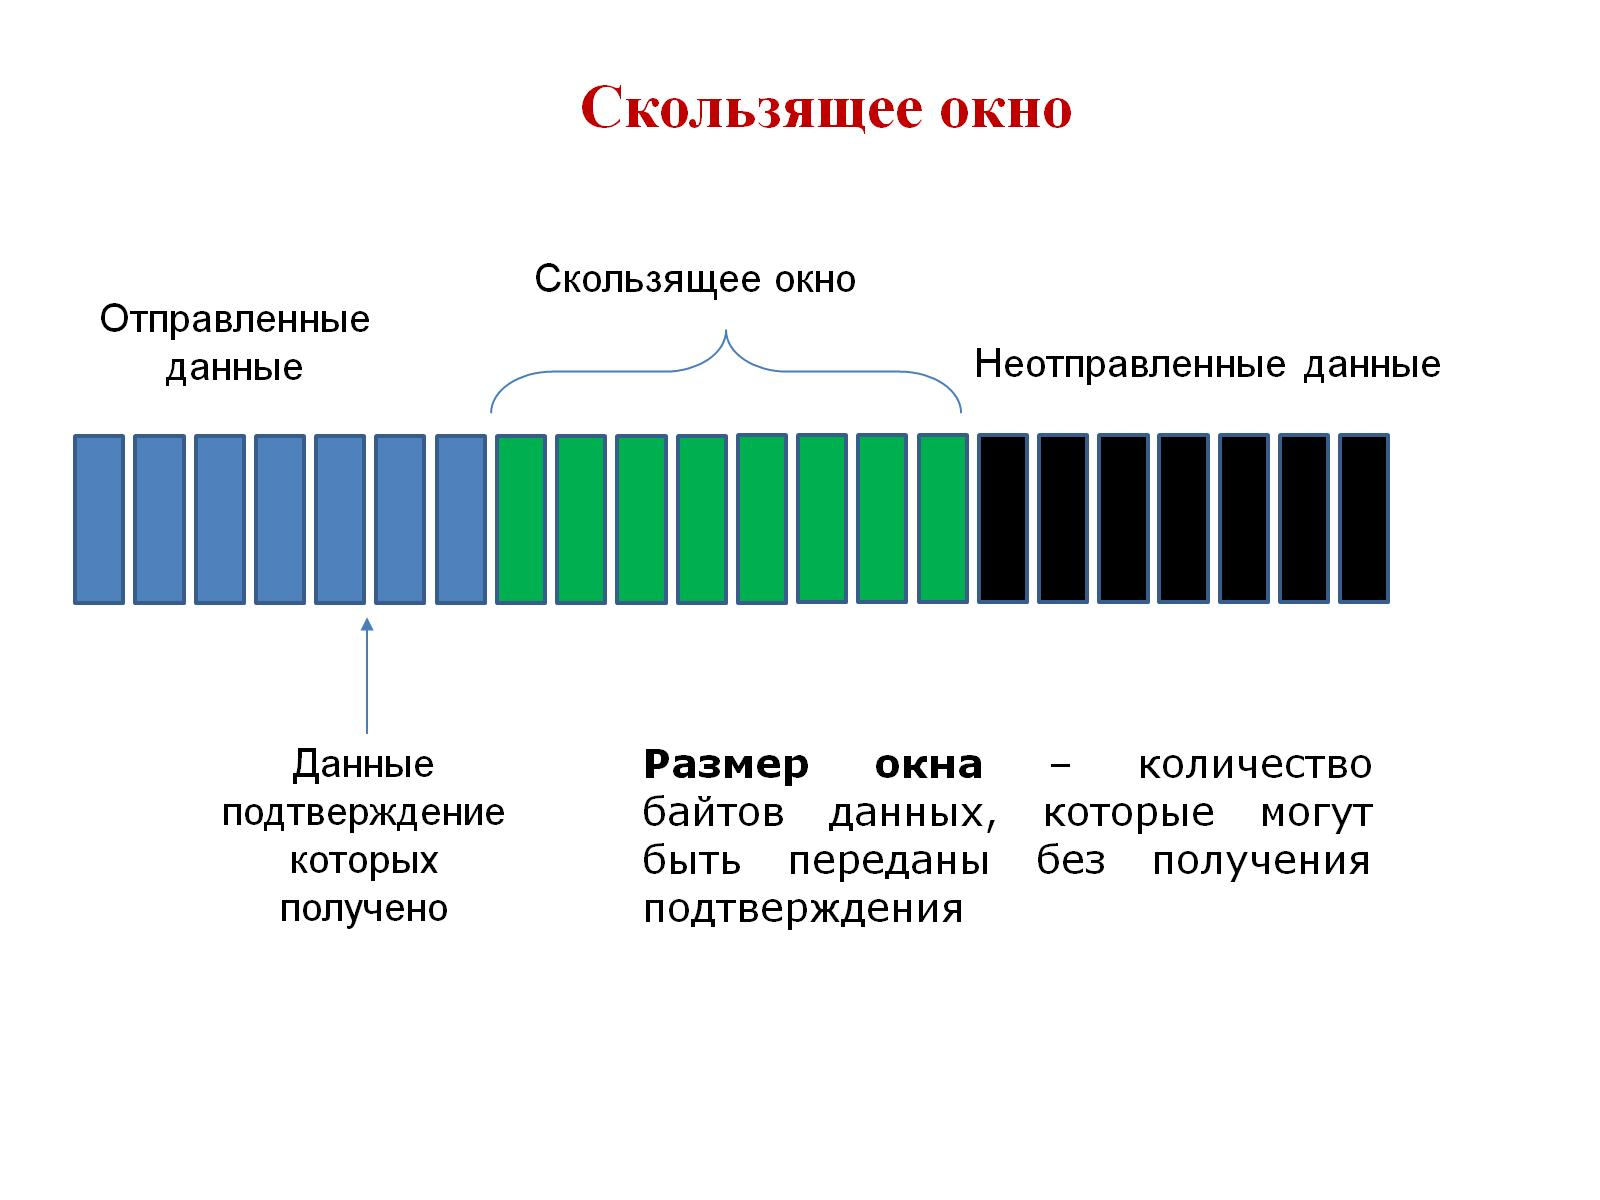 Скользящее окно
Скользящее окно
Отправленные
данные
Неотправленные данные
Данные
подтверждение
которых
получено
Размер окна – количество
байтов данных, которые могут
быть переданы без получения
подтверждения